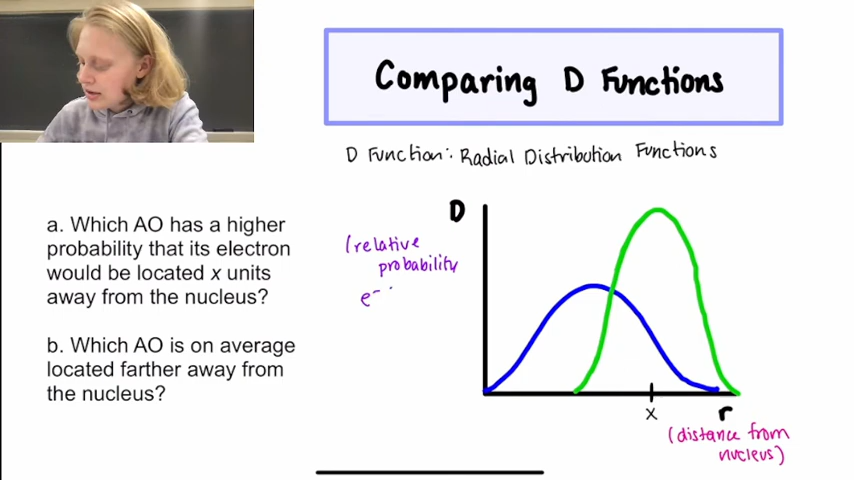 Comparing D Functions
D Function: Radial Distribution Functions
a. Which AO has a higher
probability that its electron
would be located x units
away from the nucleus?
b. Which AO is on average
located farther away from
the nucleus?
D
(relative
probability
e-
x
r
(distance from
nucleus)